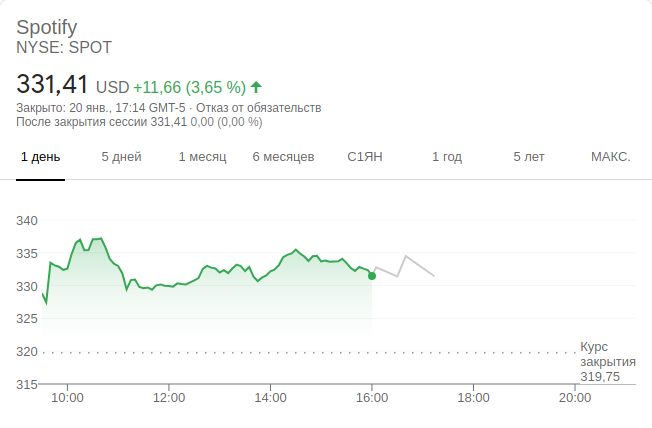 Spotify
NYSE: SPOT
331,41 USD +11,66 (3,65 %)
Закрыто: 20 янв., 17:14 GMT-5 · Отказ от обязательств
После закрытия сессии 331,41 0,00 (0,00 %)
1 день 5 дней 1 месяц 6 месяцев С1ЯН 1 год 5 лет МАКС.
340
335
330
325
320
Курс
закрытия
319,75
315
10:00 12:00 14:00 16:00 18:00 20:00